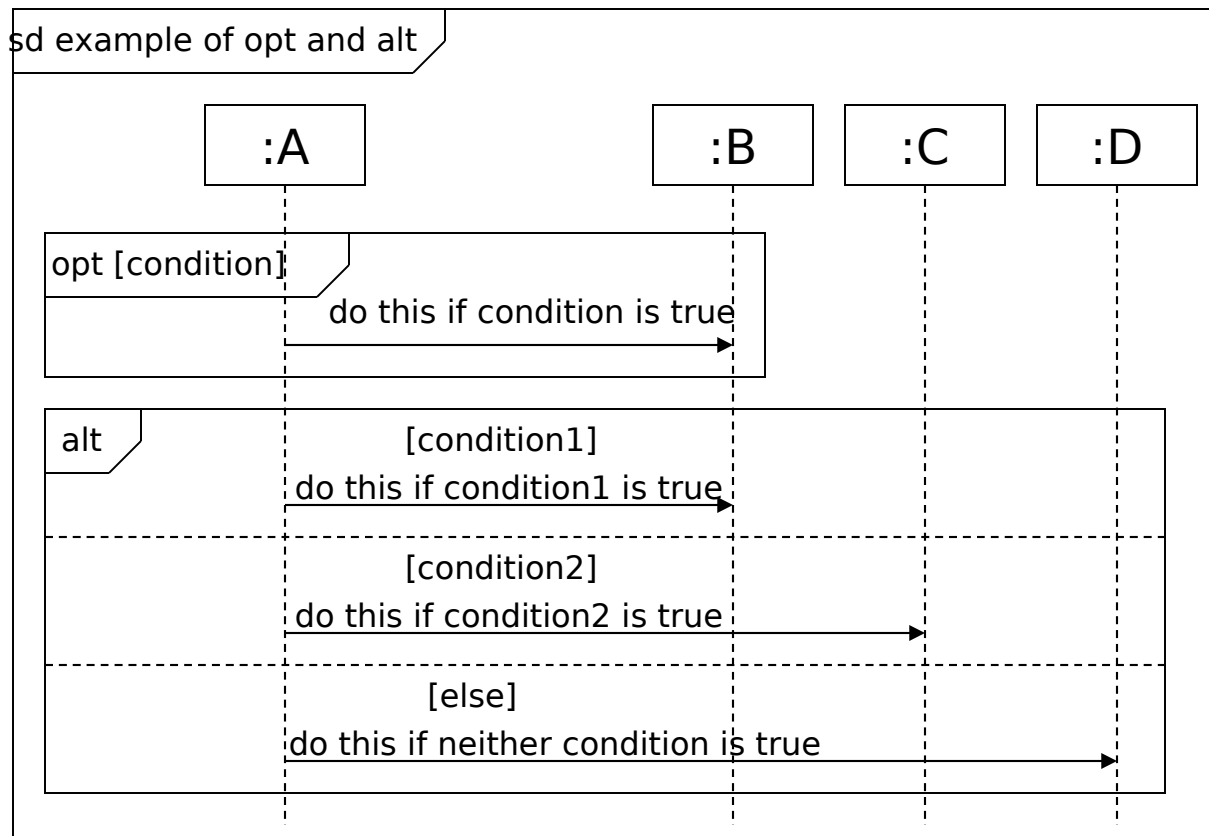 sd example of opt and alt
:A
:B
:C
:D
opt [condition]
do this if condition is true
alt
[condition1]
do this if condition1 is true
[condition2]
do this if condition2 is true
[else]
do this if neither condition is true